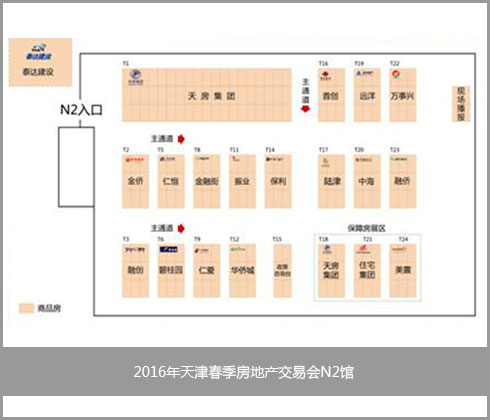 泰达建设
泰达建设
N2入口
T1
天房集团
主通道
T16
首创
T19
远洋
T22
万事兴
现场播报
主通道
T2
金侨
T5
仁恒
T8
金融街
T11
振业
T14
保利
T17
陆津
T20
中海
T23
融侨
主通道
保障房展区
T3
融创
T6
碧桂园
T9
仁爱
T12
华侨城
T15
T18
天房
集团
T21
住宅
集团
T24
美震
商品房
2016年天津春季房地产交易会N2馆